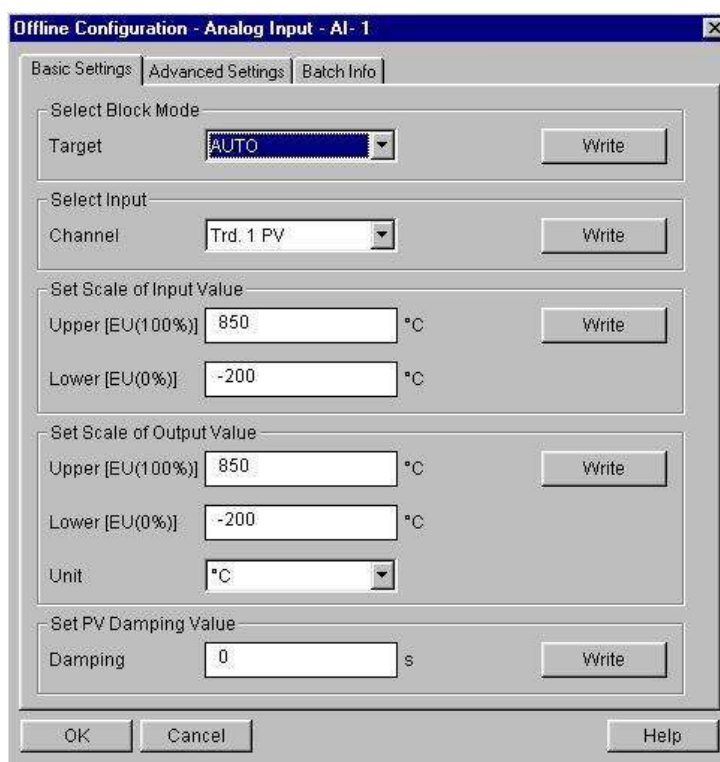 Offline Configuration - Analog Input - AI- 1
Basic Settings Advanced Settings Batch Info
Select Block Mode
Target AUTO Write
Select Input
Channel Trd. 1 PV Write
Set Scale of Input Value
Upper [EU(100%)] 850 °C Write
Lower [EU(0%)] -200 °C
Set Scale of Output Value
Upper [EU(100%)] 850 °C Write
Lower [EU(0%)] -200 °C
Unit °C
Set PV Damping Value
Damping 0 s Write
OK Cancel Help